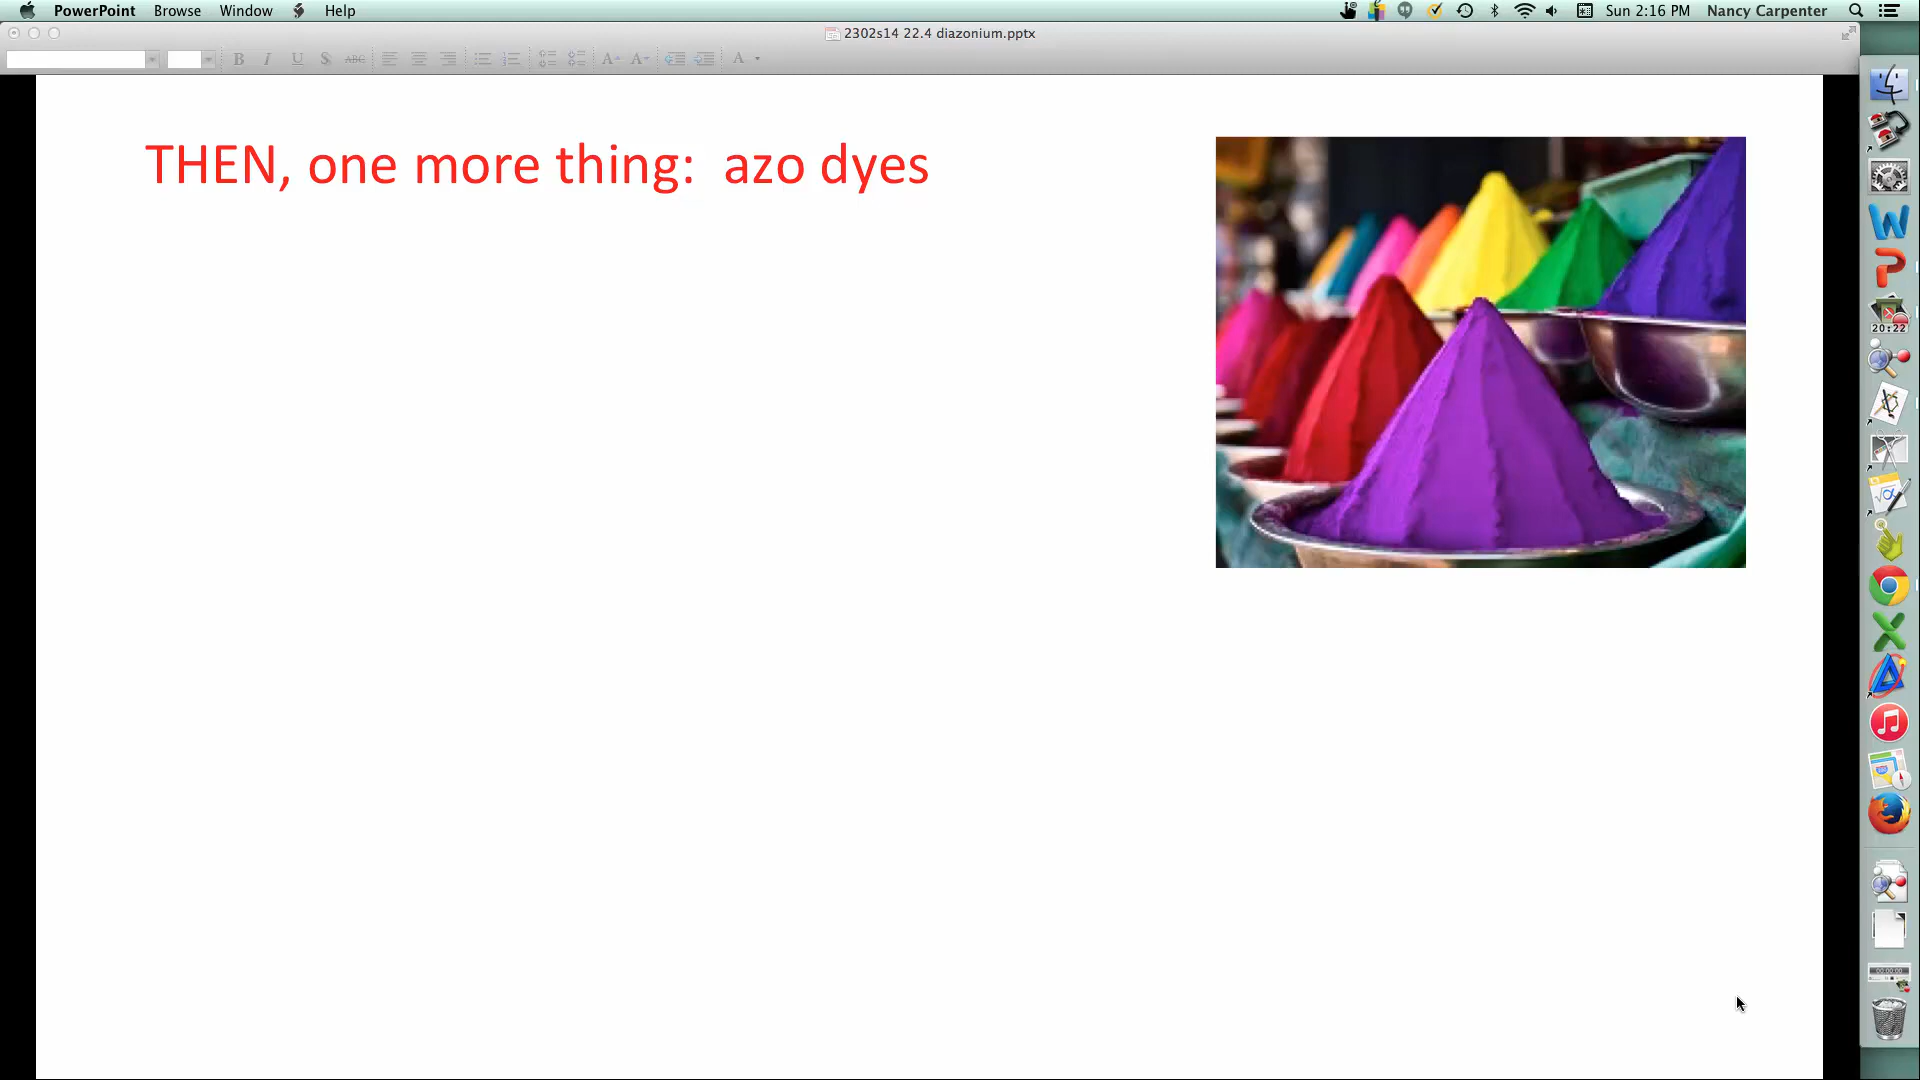 PowerPoint Browse Window Help
Sun 2:16 PM Nancy Carpenter
2302s14 22.4 diazonium.pptx
B I U S ABC A A A
THEN, one more thing: azo dyes
20:22